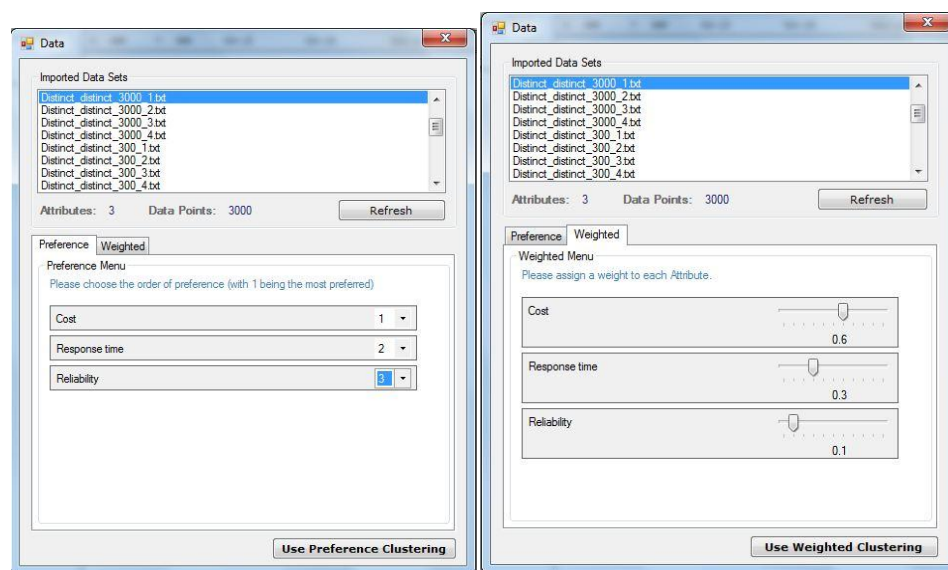 Data
Imported Data Sets
Distinct_distinct_3000_1.txt
Distinct_distinct_3000_2.txt
Distinct_distinct_3000_3.txt
Distinct_distinct_3000_4.txt
Distinct_distinct_300_1.txt
Distinct_distinct_300_2.txt
Distinct_distinct_300_3.txt
Distinct_distinct_300_4.txt
Attributes: 3 Data Points: 3000 Refresh
Preference Weighted
Preference Menu
Please choose the order of preference (with 1 being the most preferred)
Cost 1
Response time 2
Reliability 3
Use Preference Clustering
Data
Imported Data Sets
Distinct_distinct_3000_1.txt
Distinct_distinct_3000_2.txt
Distinct_distinct_3000_3.txt
Distinct_distinct_3000_4.txt
Distinct_distinct_300_1.txt
Distinct_distinct_300_2.txt
Distinct_distinct_300_3.txt
Distinct_distinct_300_4.txt
Attributes: 3 Data Points: 3000 Refresh
Preference Weighted
Weighted Menu
Please assign a weight to each Attribute.
Cost
0.6
Response time
0.3
Reliability
0.1
Use Weighted Clustering